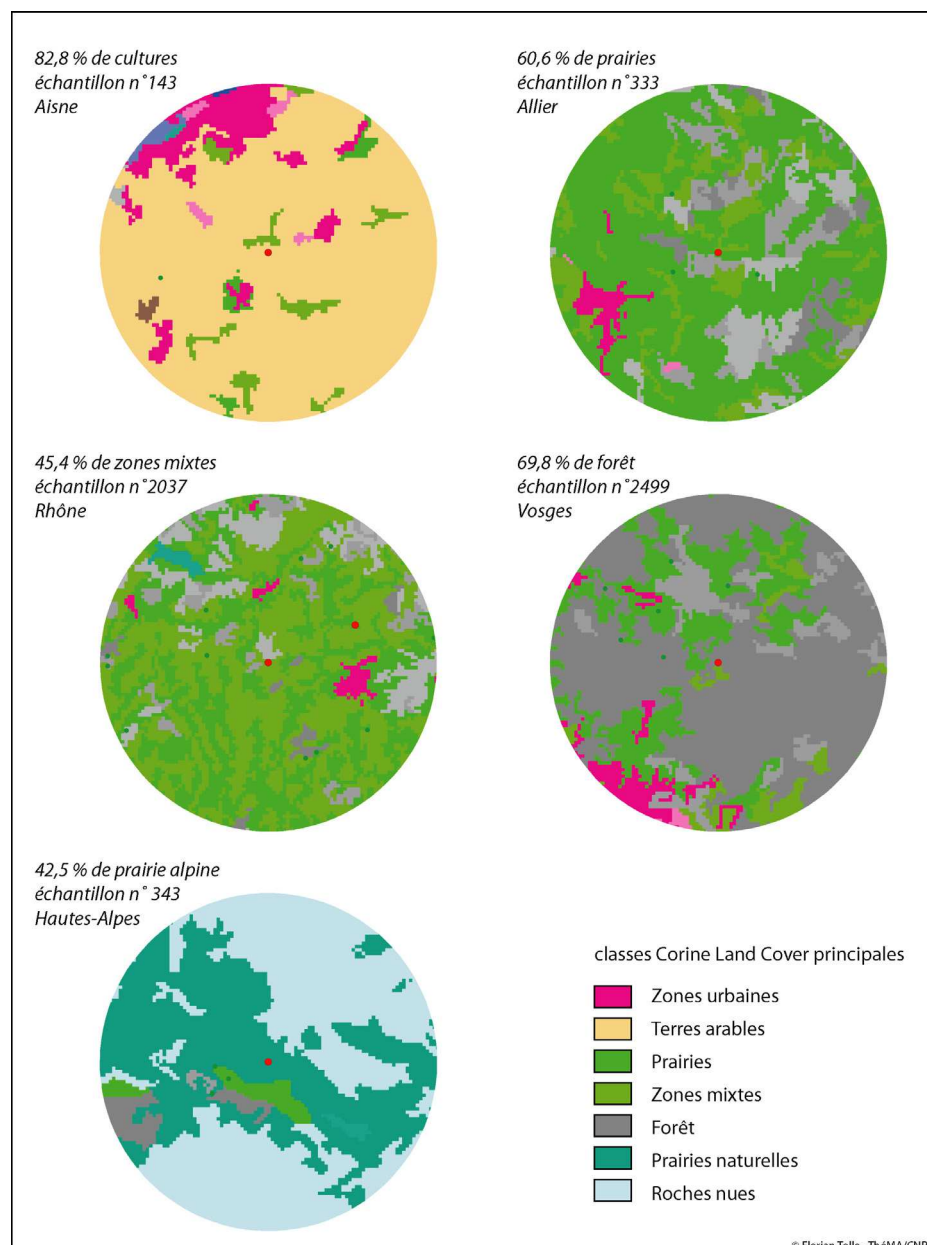 82,8 % de cultures
échantillon n°143
Aisne
60,6 % de prairies
échantillon n°333
Allier
45,4 % de zones mixtes
échantillon n°2037
Rhône
69,8 % de forêt
échantillon n°2499
Vosges
42,5 % de prairie alpine
échantillon n° 343
Hautes-Alpes
classes Corine Land Cover principales
Zones urbaines
Terres arables
Prairies
Zones mixtes
Forêt
Prairies naturelles
Roches nues